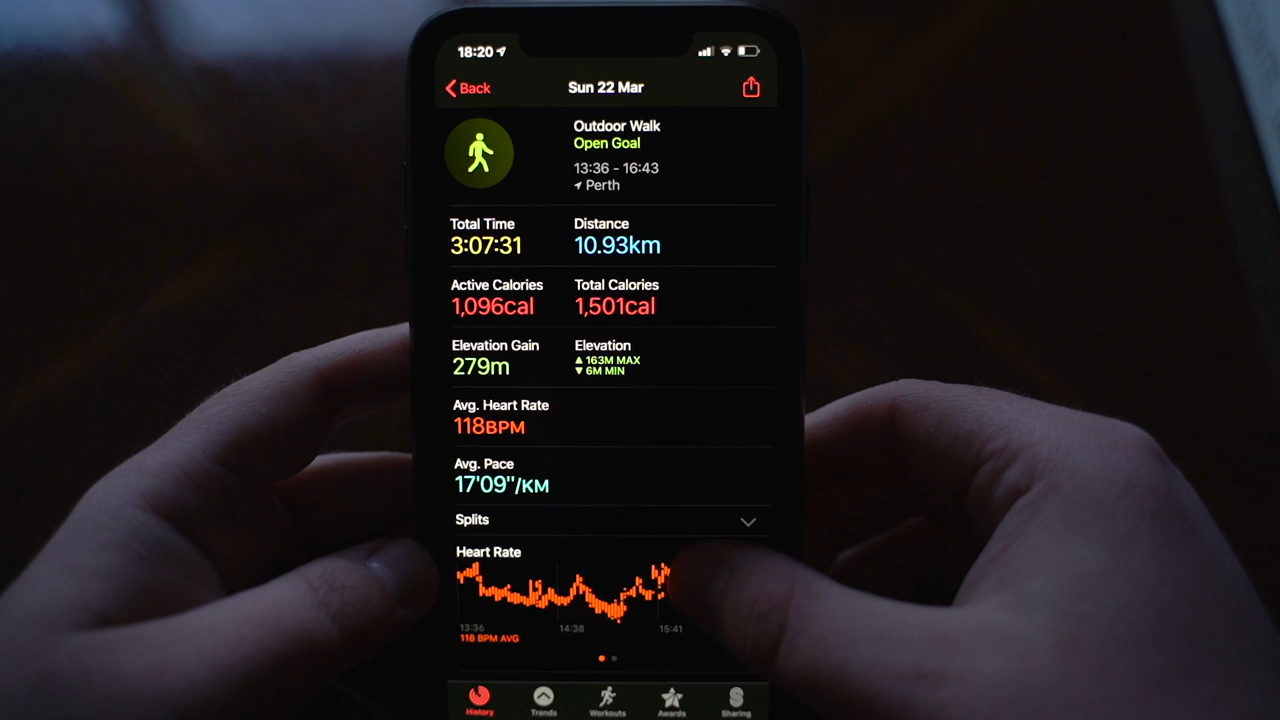 18:20
Back
Sun 22 Mar
Outdoor Walk
Open Goal
13:36 - 16:43
Perth
Total Time
Distance
3:07:31
10.93km
Active Calories
Total Calories
1,096cal
1,501cal
Elevation Gain
Elevation
279m
▲ 163M MAX
▼ 6M MIN
Avg. Heart Rate
118BPM
Avg. Pace
17'09"/KM
Splits
Heart Rate
13:36
14:38
15:41
118 BPM AVG
History
Trends
Workouts
Awards
Sharing